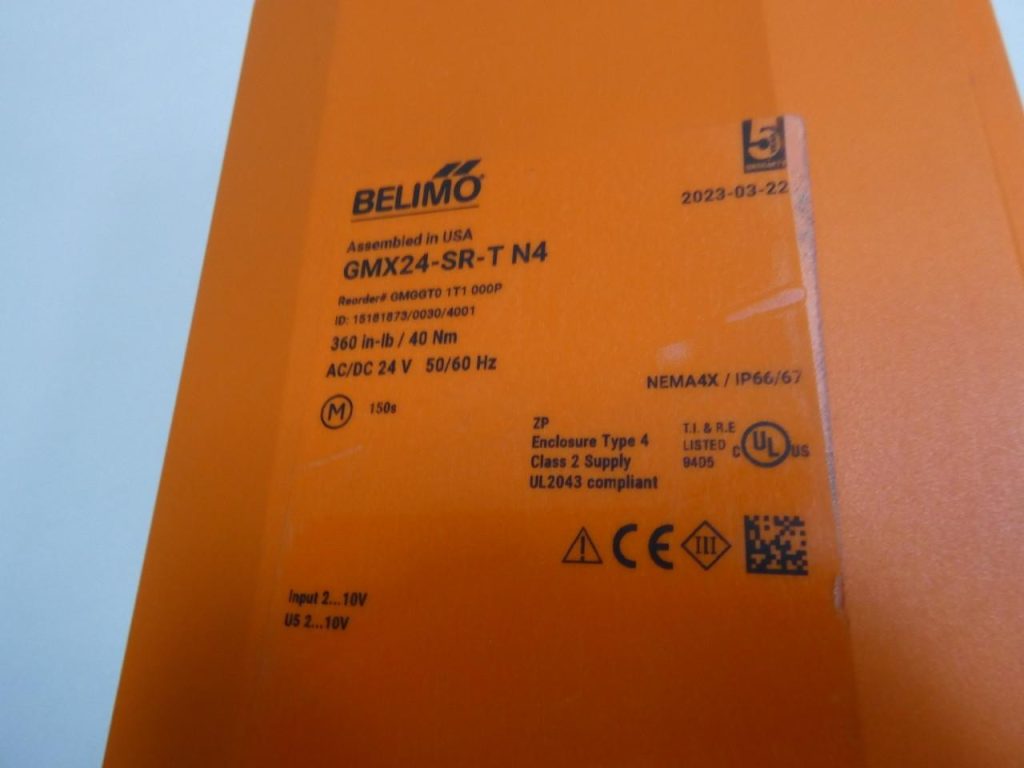 5
2023-03-22
BELIMO
Assembled in USA
GMX24-SR-T N4
Reorder# GMGGT0 1T1 000P
ID: 15181873/0030/4001
360 in-lb / 40 Nm
AC/DC 24 V 50/60 Hz
M 150s
NEMA4X / IP66/67
ZP
Enclosure Type 4
Class 2 Supply
UL2043 compliant
T.I. & R.E
LISTED
94D5
C UL US
CE III
Input 2...10V
U5 2...10V